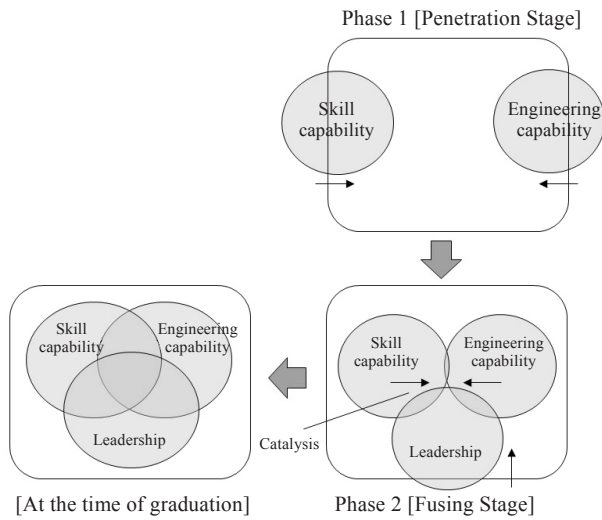 Phase 1 [Penetration Stage]
Skill
capability
Engineering
capability
Skill
capability
Engineering
capability
Leadership
[At the time of graduation]
Skill
capability
Engineering
capability
Catalysis
Leadership
Phase 2 [Fusing Stage]